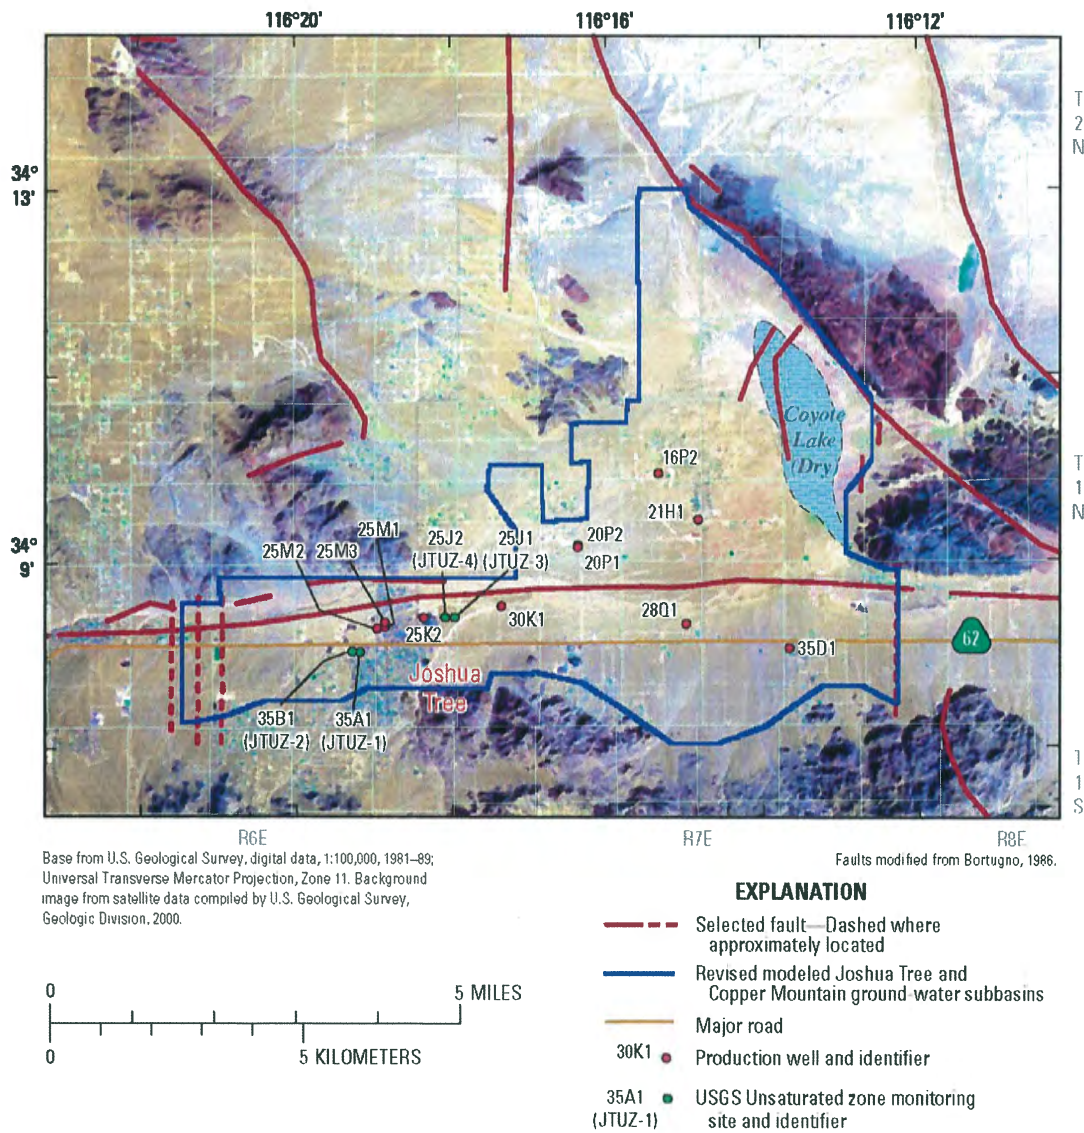 116°20' 116°16' 116°12'
T
2
N
34°
13'
Coyote
Lake
(Dry)
16P2
T
1
N
21H1
25M1
25J2
(JTUZ-4)
25J1
(JTUZ-3)
20P2
20P1
25M2
25M3
34°
9'
30K1
28Q1
25K2
62
35D1
Joshua
Tree
35B1
(JTUZ-2)
35A1
(JTUZ-1)
T
1
S
R6E R7E R8E
Base from U.S. Geological Survey, digital data, 1:100,000, 1981–89;
Universal Transverse Mercator Projection, Zone 11. Background
image from satellite data compiled by U.S. Geological Survey,
Geologic Division, 2000.
Faults modified from Bortugno, 1986.
EXPLANATION
Selected fault—Dashed where
approximately located
Revised modeled Joshua Tree and
Copper Mountain ground-water subbasins
Major road
30K1 Production well and identifier
35A1
(JTUZ-1)
USGS Unsaturated zone monitoring
site and identifier
0 5 MILES
0 5 KILOMETERS